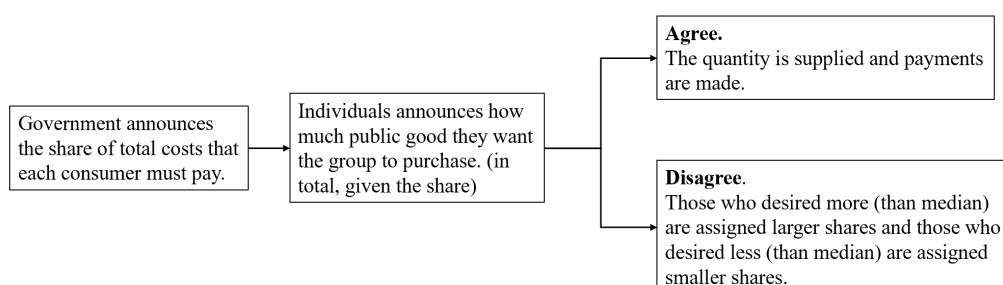 Government announces
the share of total costs that
each consumer must pay.
Individuals announces how
much public good they want
the group to purchase. (in
total, given the share)
Agree.
The quantity is supplied and payments
are made.
Disagree.
Those who desired more (than median)
are assigned larger shares and those who
desired less (than median) are assigned
smaller shares.